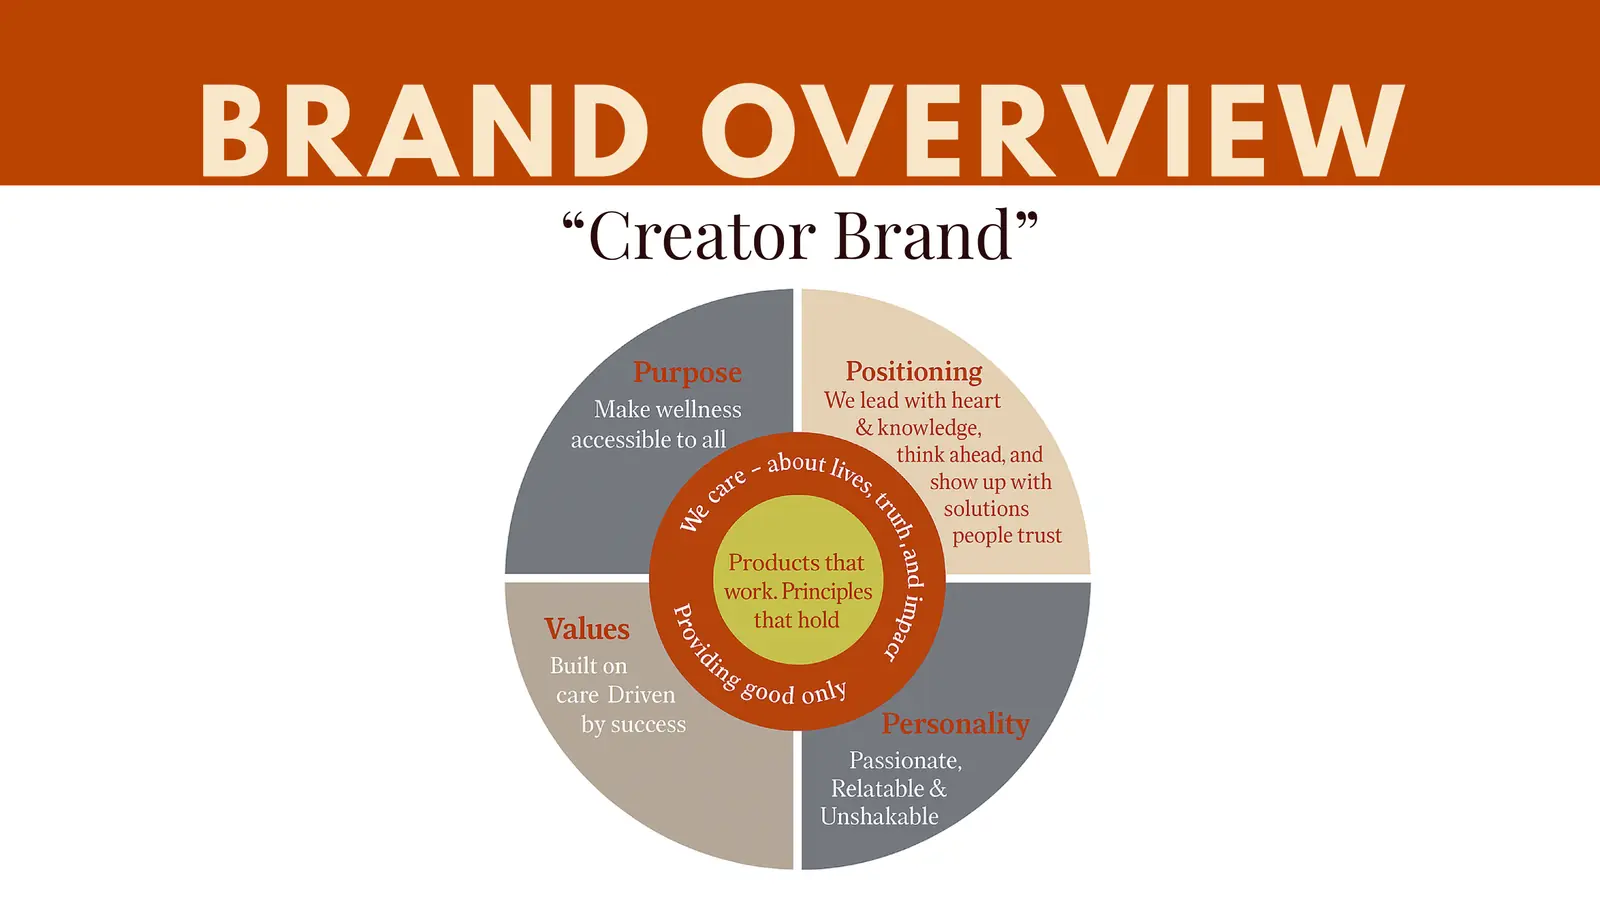 BRAND OVERVIEW
“Creator Brand”
Purpose
Make wellness
accessible to all
Positioning
We lead with heart
& knowledge,
think ahead, and
show up with
solutions
people trust
We care - about lives, trurh, and impacr
Providing good only
Products that
work. Principles
that hold
Values
Built on
care Driven
by success
Personality
Passionate,
Relatable &
Unshakable